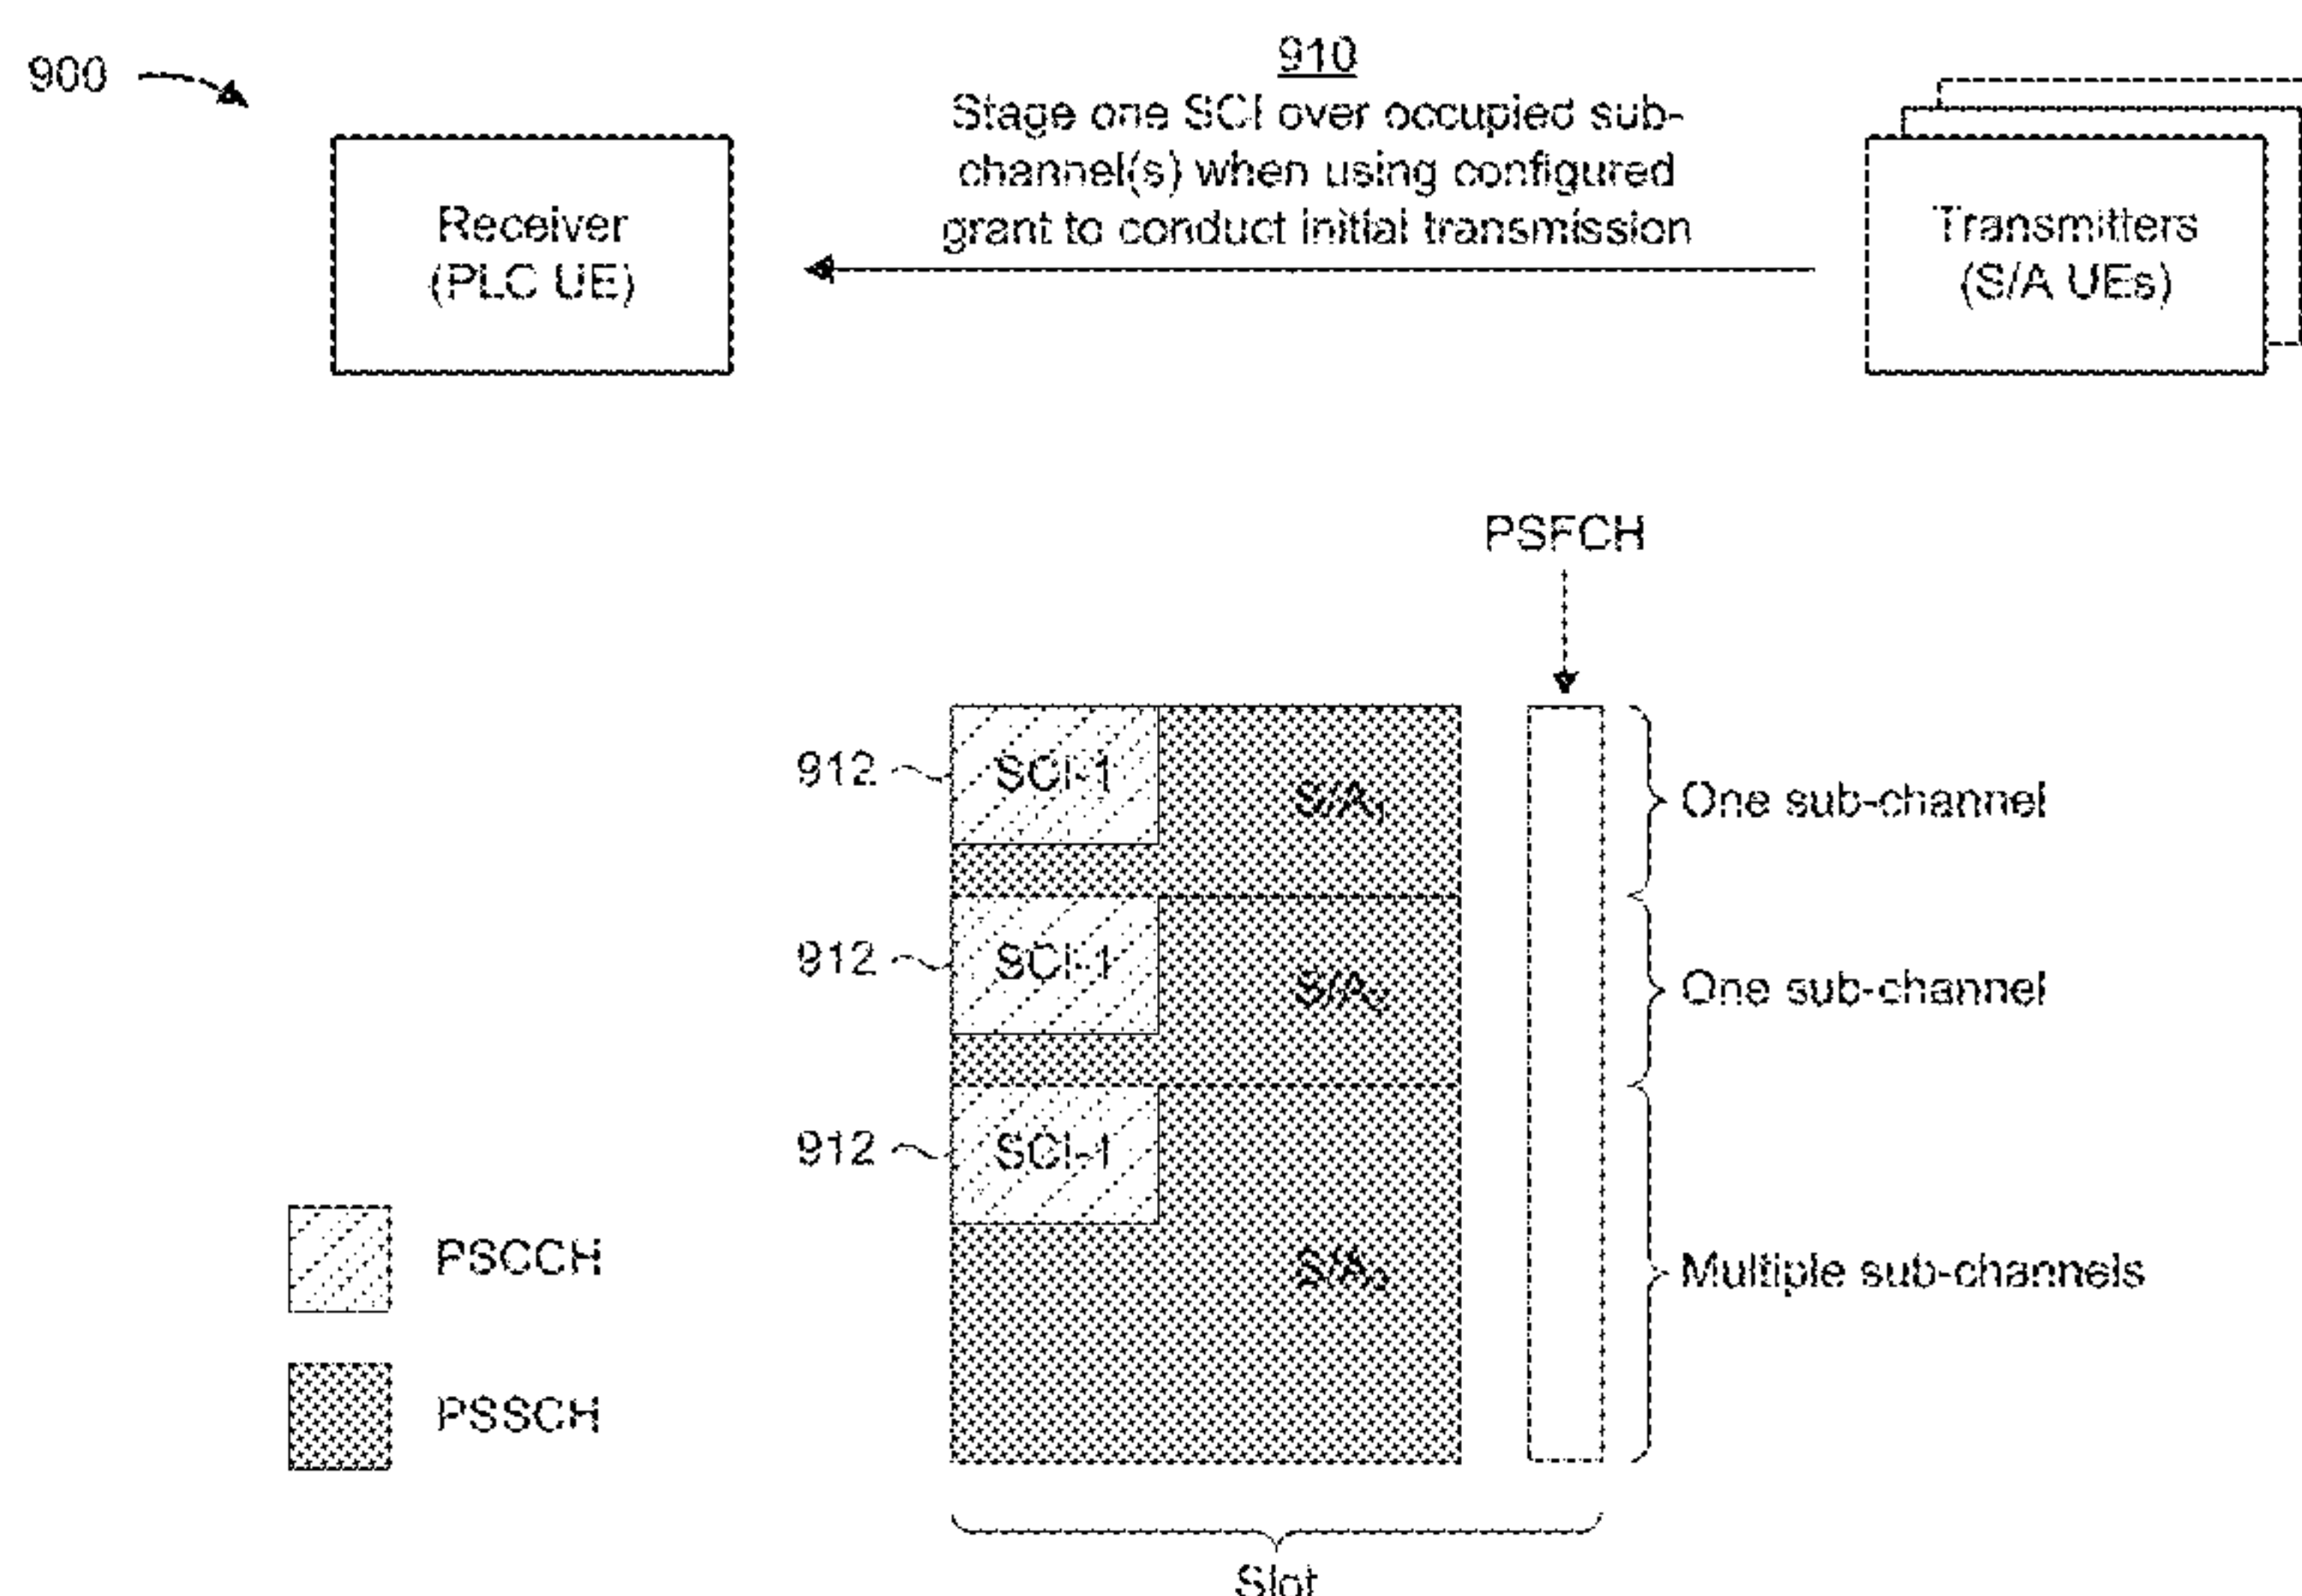 900
910
Stage one SCI over occupied sub-
channel(s) when using configured
grant to conduct initial transmission
Receiver
(PLC UE)
Transmitters
(S/A UEs)
PSFCH
912
SCI-1
S/A1
One sub-channel
912
SCI-1
S/A2
One sub-channel
912
SCI-1
S/A3
Multiple sub-channels
PSCCH
PSSCH
Slot